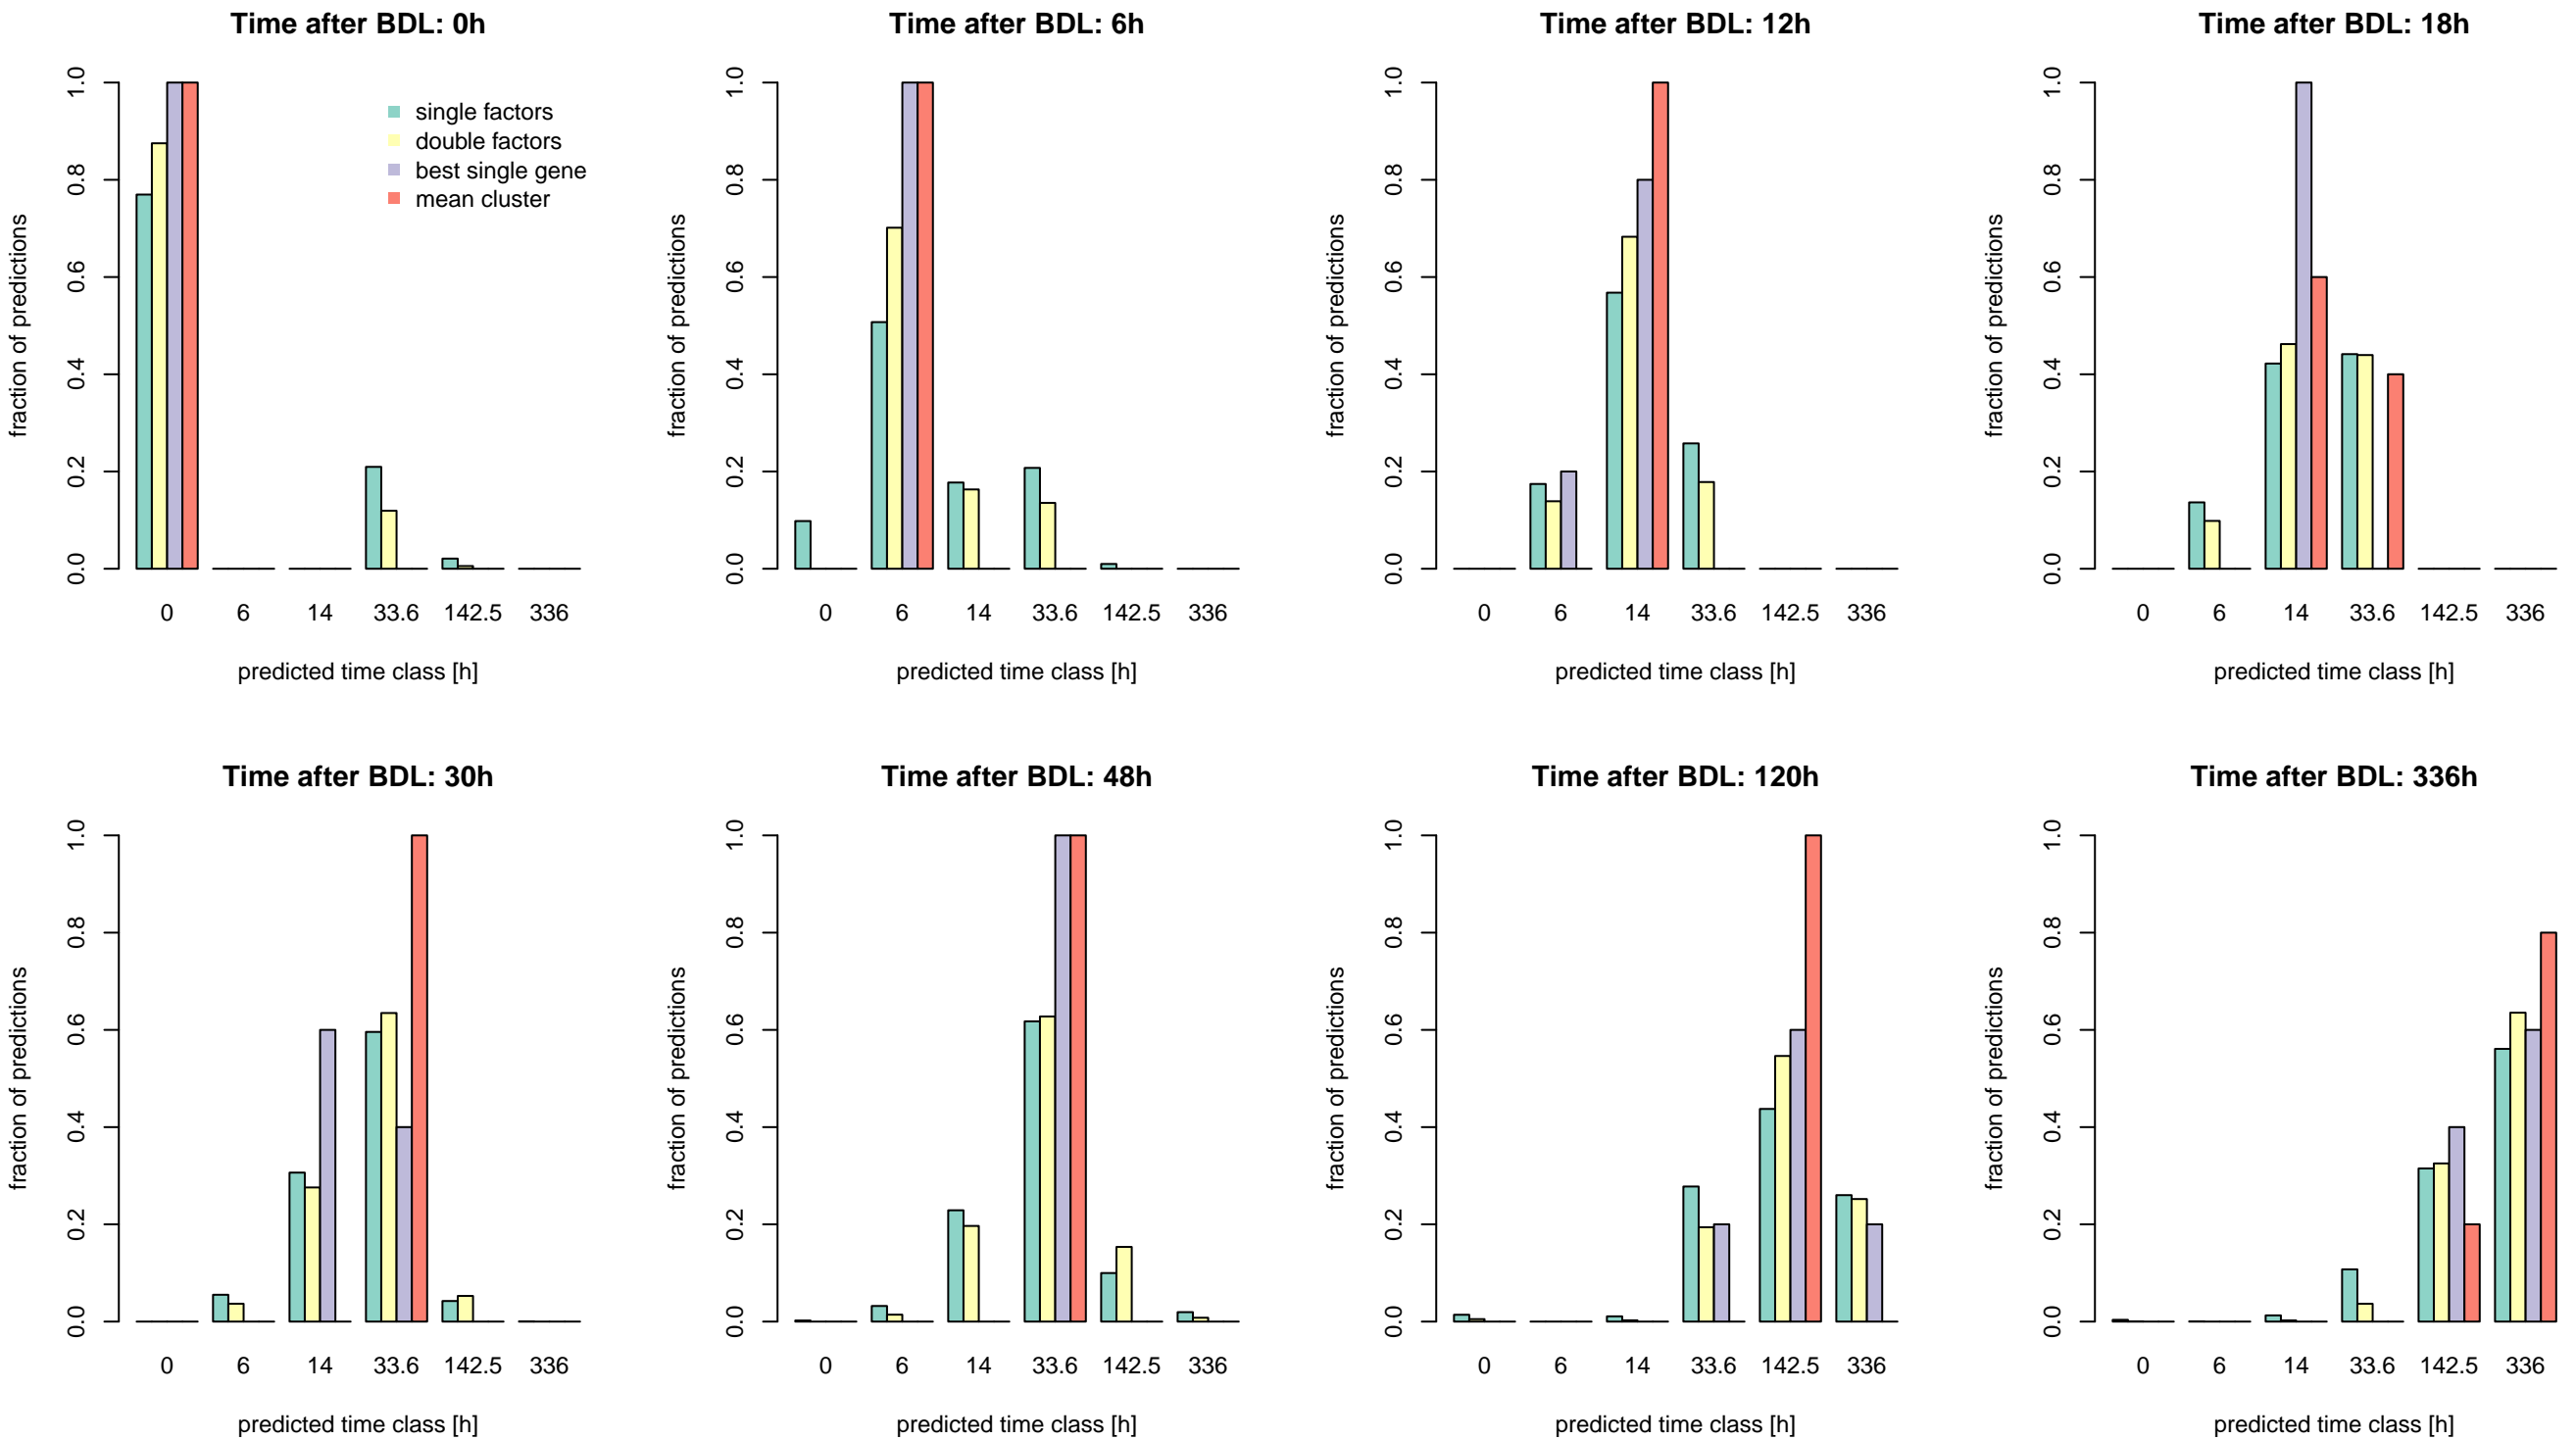 Time after BDL: 0h
fraction of predictions
1.0
0.8
0.6
0.4
0.2
0.0
single factors
double factors
best single gene
mean cluster
0 6 14 33.6 142.5 336
predicted time class [h]
Time after BDL: 6h
fraction of predictions
1.0
0.8
0.6
0.4
0.2
0.0
0 6 14 33.6 142.5 336
predicted time class [h]
Time after BDL: 12h
fraction of predictions
1.0
0.8
0.6
0.4
0.2
0.0
0 6 14 33.6 142.5 336
predicted time class [h]
Time after BDL: 18h
fraction of predictions
1.0
0.8
0.6
0.4
0.2
0.0
0 6 14 33.6 142.5 336
predicted time class [h]
Time after BDL: 30h
fraction of predictions
1.0
0.8
0.6
0.4
0.2
0.0
0 6 14 33.6 142.5 336
predicted time class [h]
Time after BDL: 48h
fraction of predictions
1.0
0.8
0.6
0.4
0.2
0.0
0 6 14 33.6 142.5 336
predicted time class [h]
Time after BDL: 120h
fraction of predictions
1.0
0.8
0.6
0.4
0.2
0.0
0 6 14 33.6 142.5 336
predicted time class [h]
Time after BDL: 336h
fraction of predictions
1.0
0.8
0.6
0.4
0.2
0.0
0 6 14 33.6 142.5 336
predicted time class [h]